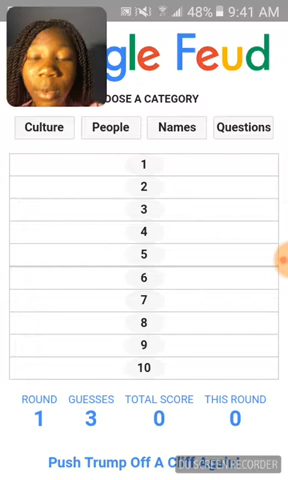 48% 9:41 AM
gle Feud
OOSE A CATEGORY
Culture People Names Questions
1
2
3
4
5
6
7
8
9
10
ROUND GUESSES TOTAL SCORE THIS ROUND
1 3 0 0
Push Trump Off A Cliff Again!
DU SCREEN RECORDER